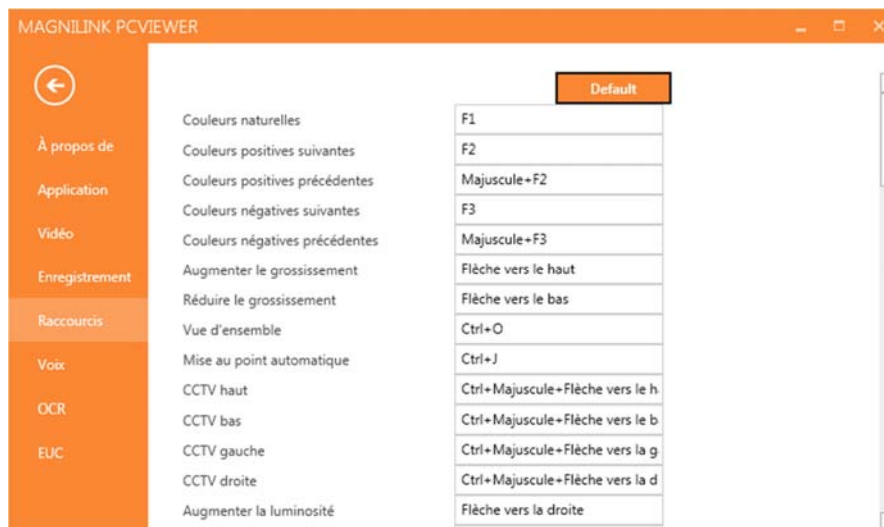 MAGNILINK PCVIEWER
À propos de
Application
Vidéo
Enregistrement
Raccourcis
Voix
OCR
EUC
Default
Couleurs naturelles F1
Couleurs positives suivantes F2
Couleurs positives précédentes Majuscule+F2
Couleurs négatives suivantes F3
Couleurs négatives précédentes Majuscule+F3
Augmenter le grossissement Flèche vers le haut
Réduire le grossissement Flèche vers le bas
Vue d'ensemble Ctrl+O
Mise au point automatique Ctrl+J
CCTV haut Ctrl+Majuscule+Flèche vers le h
CCTV bas Ctrl+Majuscule+Flèche vers le b
CCTV gauche Ctrl+Majuscule+Flèche vers la g
CCTV droite Ctrl+Majuscule+Flèche vers la d
Augmenter la luminosité Flèche vers la droite